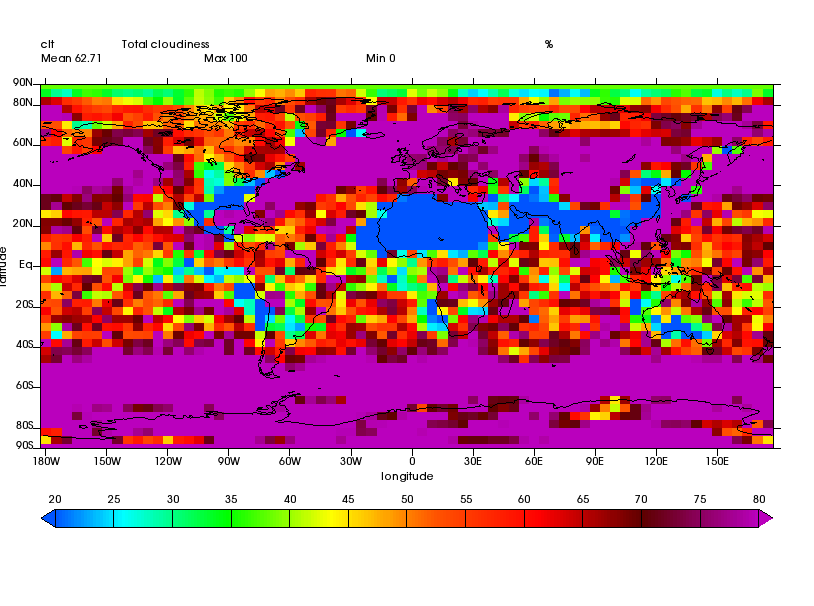 clt Total cloudiness %
Mean 62.71 Max 100 Min 0
90N
80N
60N
40N
20N
Eq
20S
40S
60S
80S
90S
latitude
180W 150W 120W 90W 60W 30W 0 30E 60E 90E 120E 150E
longitude
20 25 30 35 40 45 50 55 60 65 70 75 80